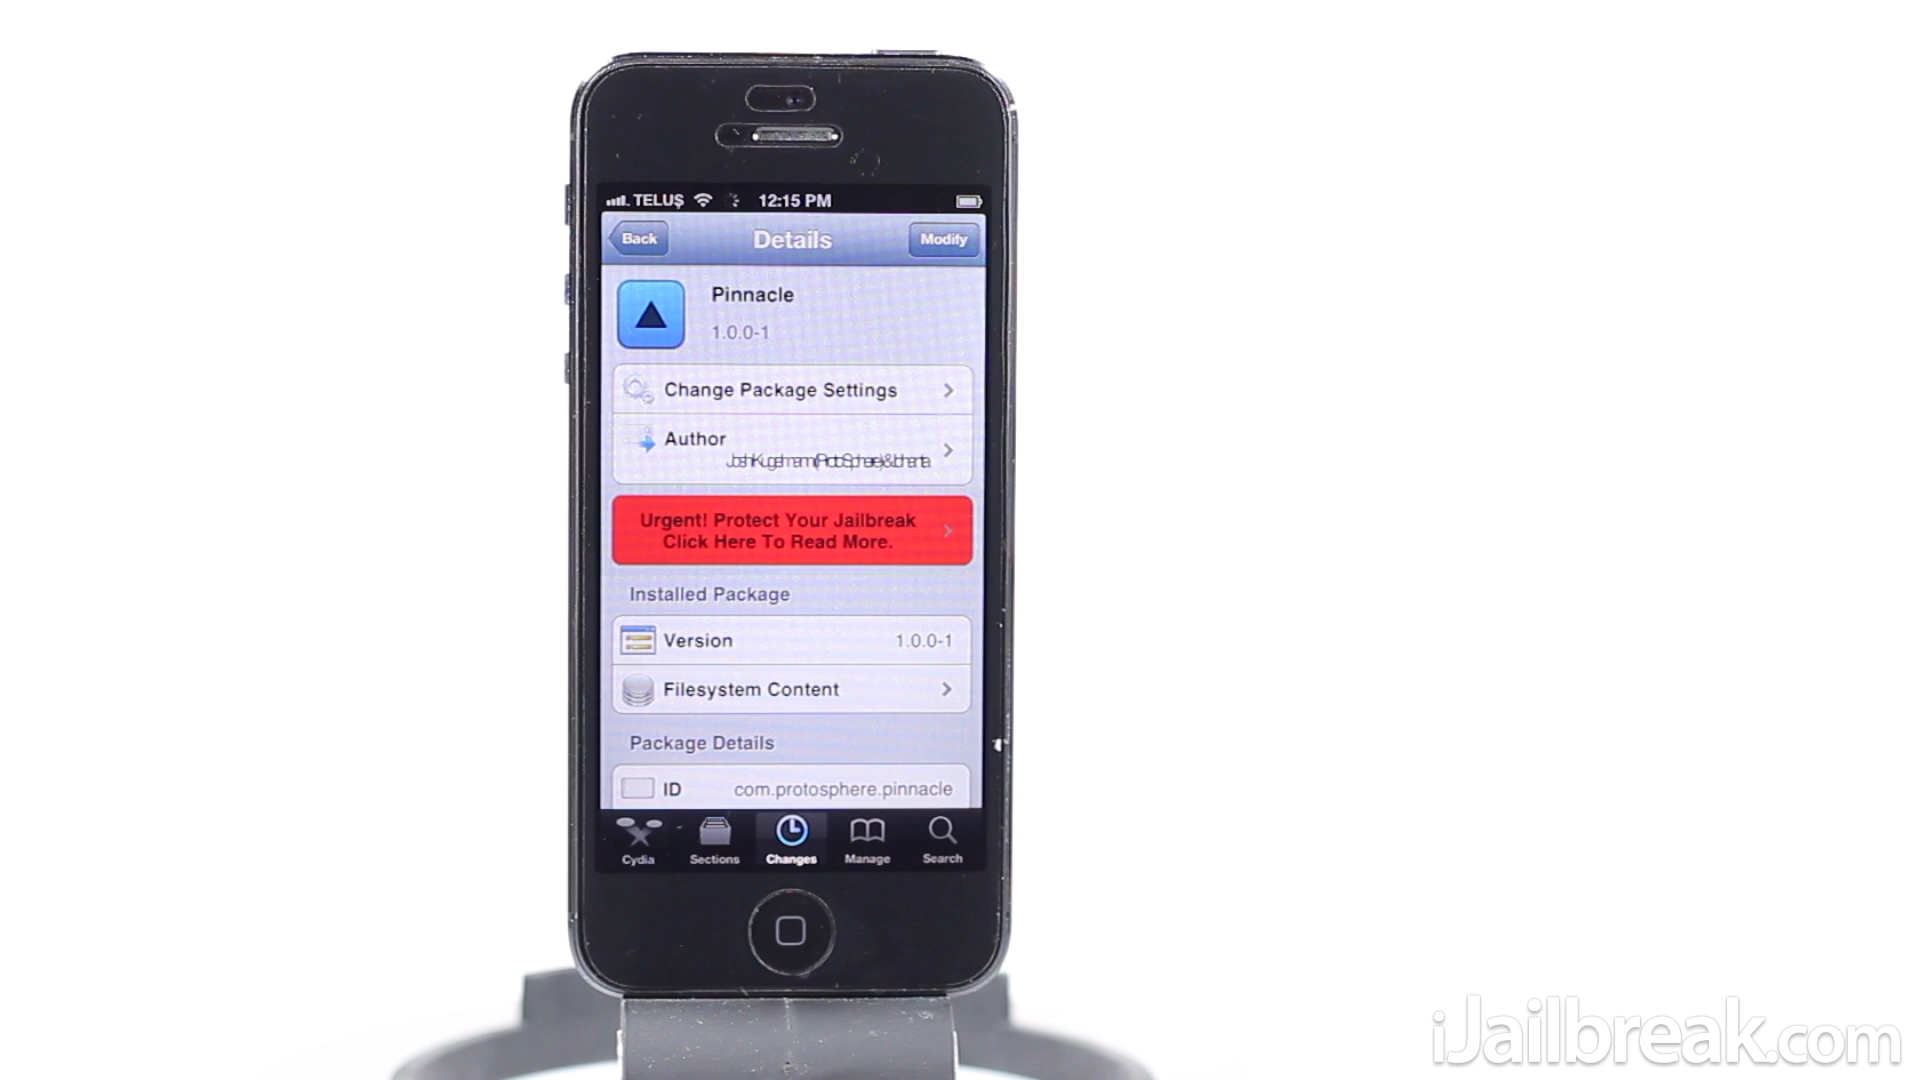 TELUS 12:15 PM
Back Details Modify
Pinnacle
1.0.0-1
Change Package Settings
Author
Urgent! Protect Your Jailbreak
Click Here To Read More.
Installed Package
Version 1.0.0-1
Filesystem Content
Package Details
ID com.protosphere.pinnacle
Cydia Sections Changes Manage Search
iJailbreak.com